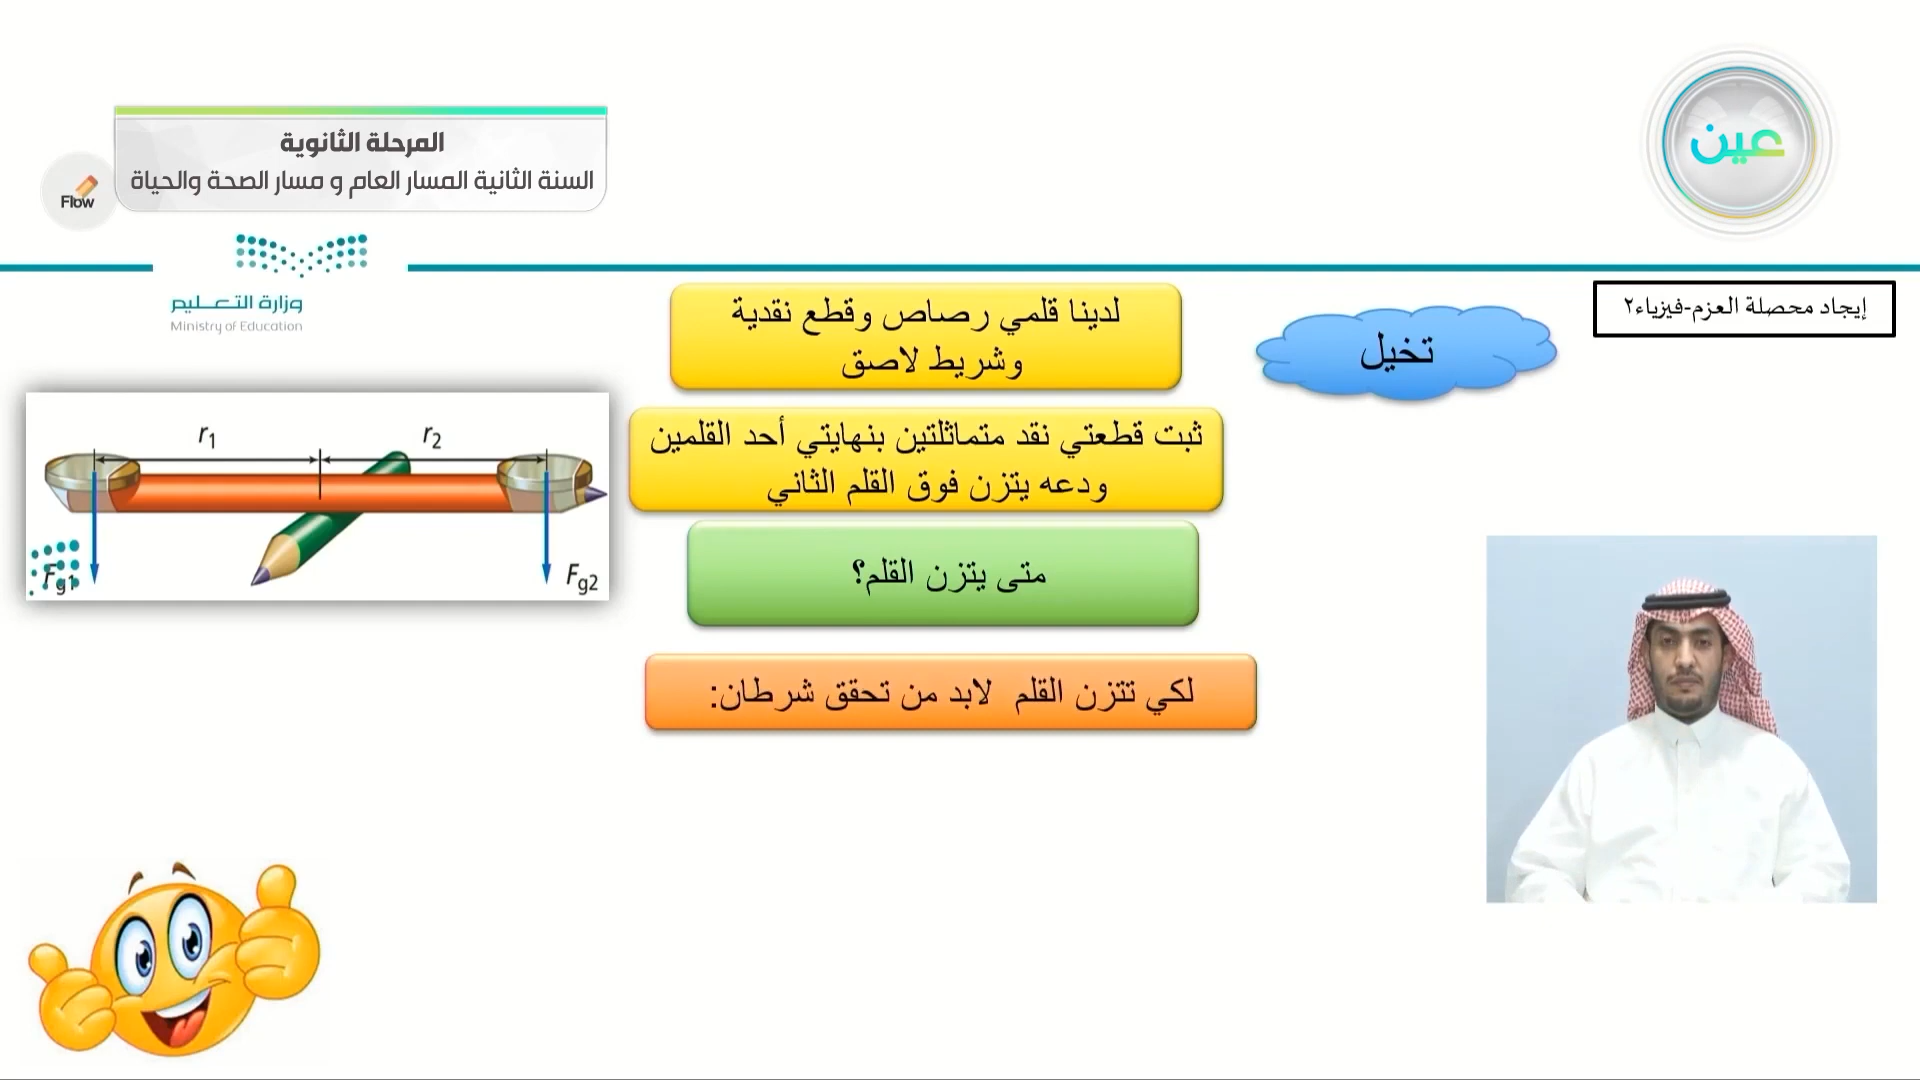 المرحلة الثانوية
السنة الثانية المسار العام و مسار الصحة والحياة
Flow
عين
وزارة التعليم
Ministry of Education
إيجاد محصلة العزم-فيزياء٢
تخيل
لدينا قلمي رصاص وقطع نقدية
وشريط لاصق
ثبت قطعتي نقد متماثلتين بنهايتي أحد القلمين
ودعه يتزن فوق القلم الثاني
متى يتزن القلم؟
لكي تتزن القلم لابد من تحقق شرطان:
r1
r2
Fg1
Fg2